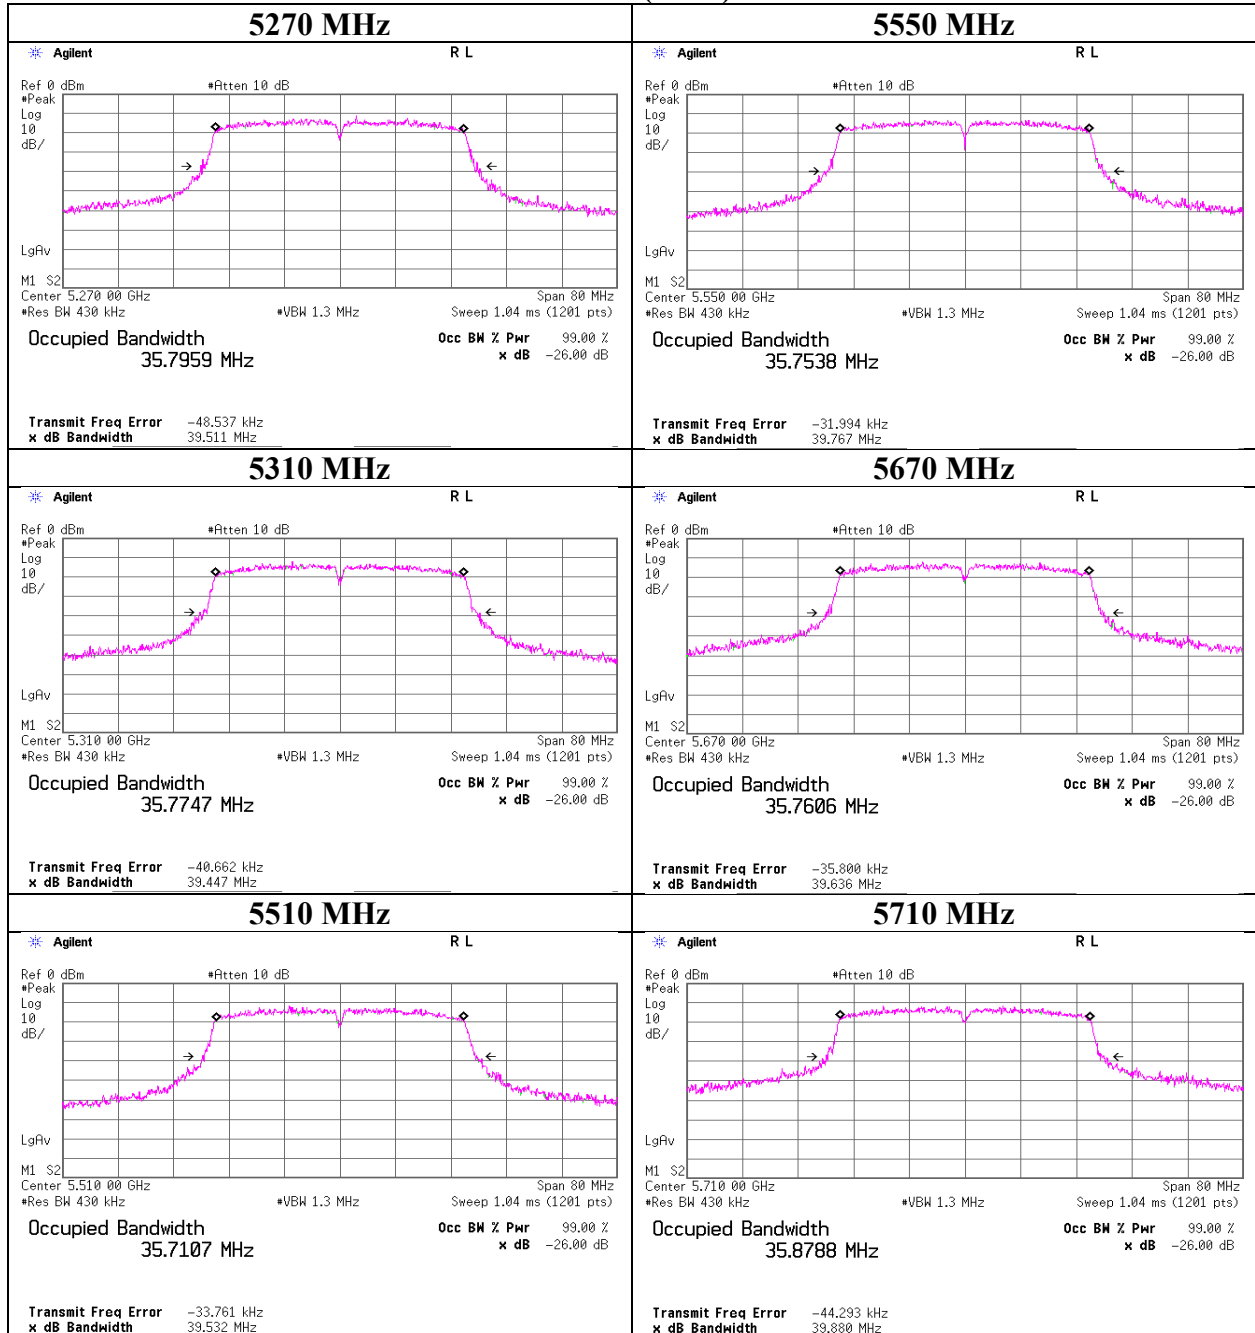 5270 MHz
Agilent R L
Ref 0 dBm #Atten 10 dB
#Peak
Log
10
dB/
LgAv
M1 S2
Center 5.270 00 GHz Span 80 MHz
#Res BW 430 kHz #VBW 1.3 MHz Sweep 1.04 ms (1201 pts)
Occupied Bandwidth Occ BW % Pwr 99.00 %
35.7959 MHz x dB -26.00 dB
Transmit Freq Error -48.537 kHz
x dB Bandwidth 39.511 MHz
5550 MHz
Agilent R L
Ref 0 dBm #Atten 10 dB
#Peak
Log
10
dB/
LgAv
M1 S2
Center 5.550 00 GHz Span 80 MHz
#Res BW 430 kHz #VBW 1.3 MHz Sweep 1.04 ms (1201 pts)
Occupied Bandwidth Occ BW % Pwr 99.00 %
35.7538 MHz x dB -26.00 dB
Transmit Freq Error -31.994 kHz
x dB Bandwidth 39.767 MHz
5310 MHz
Agilent R L
Ref 0 dBm #Atten 10 dB
#Peak
Log
10
dB/
LgAv
M1 S2
Center 5.310 00 GHz Span 80 MHz
#Res BW 430 kHz #VBW 1.3 MHz Sweep 1.04 ms (1201 pts)
Occupied Bandwidth Occ BW % Pwr 99.00 %
35.7747 MHz x dB -26.00 dB
Transmit Freq Error -40.662 kHz
x dB Bandwidth 39.447 MHz
5670 MHz
Agilent R L
Ref 0 dBm #Atten 10 dB
#Peak
Log
10
dB/
LgAv
M1 S2
Center 5.670 00 GHz Span 80 MHz
#Res BW 430 kHz #VBW 1.3 MHz Sweep 1.04 ms (1201 pts)
Occupied Bandwidth Occ BW % Pwr 99.00 %
35.7606 MHz x dB -26.00 dB
Transmit Freq Error -35.800 kHz
x dB Bandwidth 39.636 MHz
5510 MHz
Agilent R L
Ref 0 dBm #Atten 10 dB
#Peak
Log
10
dB/
LgAv
M1 S2
Center 5.510 00 GHz Span 80 MHz
#Res BW 430 kHz #VBW 1.3 MHz Sweep 1.04 ms (1201 pts)
Occupied Bandwidth Occ BW % Pwr 99.00 %
35.7107 MHz x dB -26.00 dB
Transmit Freq Error -33.761 kHz
x dB Bandwidth 39.532 MHz
5710 MHz
Agilent R L
Ref 0 dBm #Atten 10 dB
#Peak
Log
10
dB/
LgAv
M1 S2
Center 5.710 00 GHz Span 80 MHz
#Res BW 430 kHz #VBW 1.3 MHz Sweep 1.04 ms (1201 pts)
Occupied Bandwidth Occ BW % Pwr 99.00 %
35.8788 MHz x dB -26.00 dB
Transmit Freq Error -44.293 kHz
x dB Bandwidth 39.880 MHz